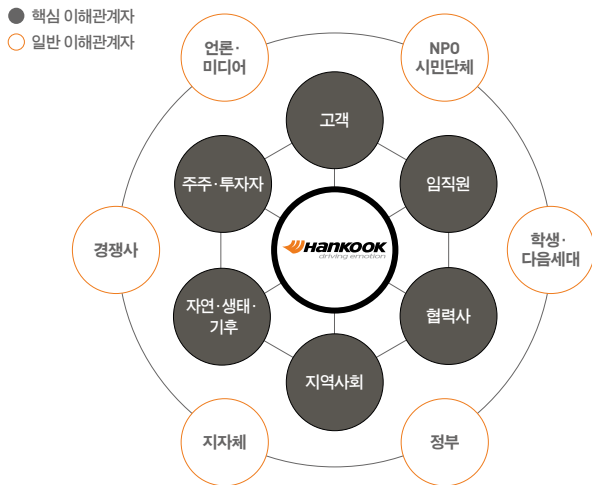 핵심 이해관계자
일반 이해관계자
언론·
미디어
NPO
시민단체
고객
주주·투자자
임직원
HANKOOK
driving emotion
경쟁사
학생·
다음세대
자연·생태·
기후
협력사
지역사회
지자체
정부